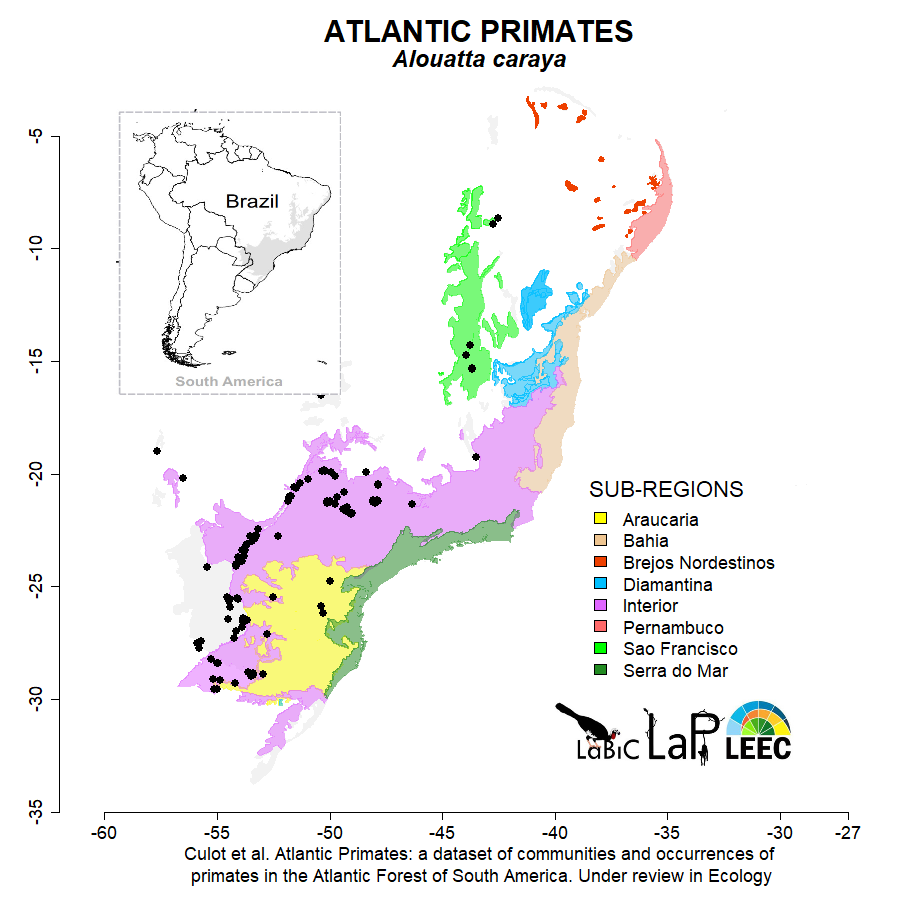 ATLANTIC PRIMATES
Alouatta caraya
Brazil
South America
-5
-10
-15
-20
-25
-30
-35
SUB-REGIONS
Araucaria
Bahia
Brejos Nordestinos
Diamantina
Interior
Pernambuco
Sao Francisco
Serra do Mar
LaBiC
LaP
LEEC
-60
-55
-50
-45
-40
-35
-30
-27
Culot et al. Atlantic Primates: a dataset of communities and occurrences of
primates in the Atlantic Forest of South America. Under review in Ecology